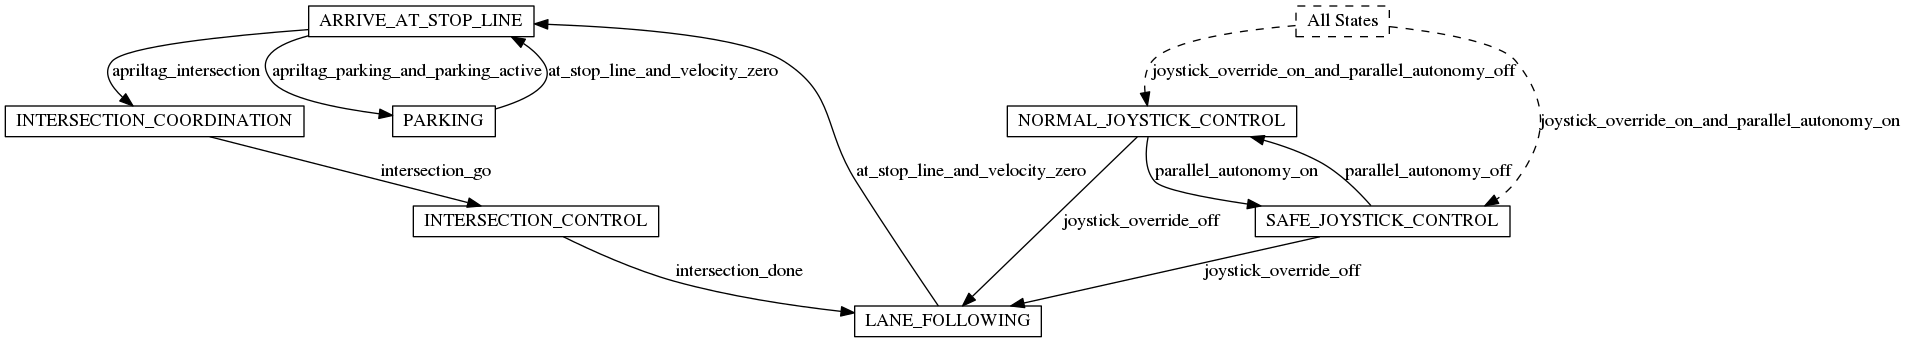 ARRIVE_AT_STOP_LINE
All States
apriltag_intersection
apriltag_parking_and_parking_active
at_stop_line_and_velocity_zero
joystick_override_on_and_parallel_autonomy_off
INTERSECTION_COORDINATION
PARKING
NORMAL_JOYSTICK_CONTROL
joystick_override_on_and_parallel_autonomy_on
intersection_go
at_stop_line_and_velocity_zero
parallel_autonomy_on
parallel_autonomy_off
INTERSECTION_CONTROL
joystick_override_off
SAFE_JOYSTICK_CONTROL
intersection_done
joystick_override_off
LANE_FOLLOWING